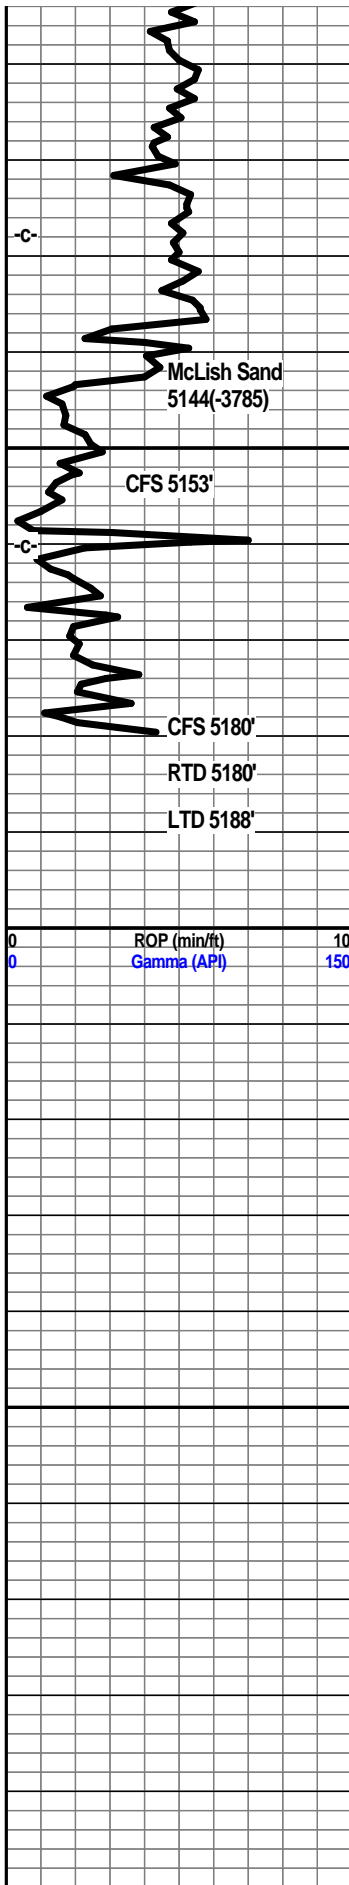 -c-
McLish Sand
5144(-3785)
CFS 5153'
-c-
CFS 5180'
RTD 5180'
LTD 5188'
0 ROP (min/ft) 10
0 Gamma (API) 150